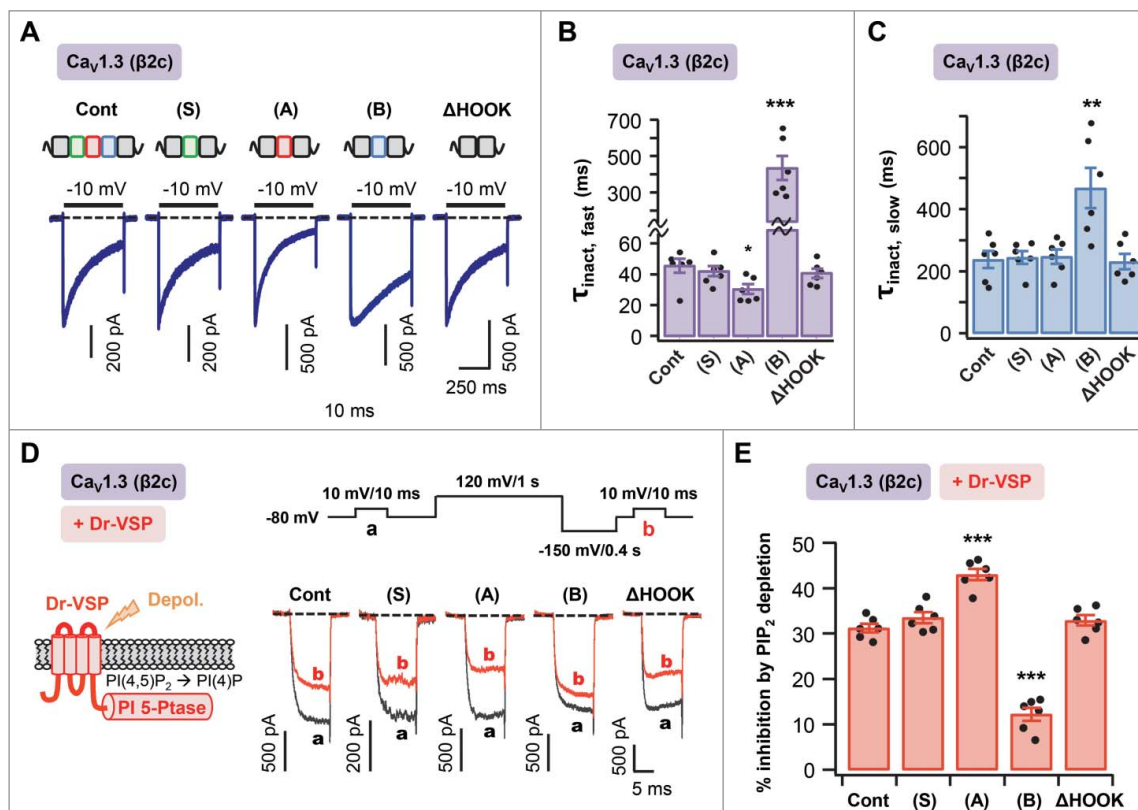 A
CaV1.3 (β2c)
Cont (S) (A) (B) ΔHOOK
-10 mV -10 mV -10 mV -10 mV -10 mV
200 pA
200 pA
500 pA
500 pA
500 pA
250 ms
10 ms
B
CaV1.3 (β2c)
τinact, fast (ms)
700
500
300
60
40
20
0
*
***
Cont (S) (A) (B) ΔHOOK
C
CaV1.3 (β2c)
τinact, slow (ms)
600
400
200
0
**
Cont (S) (A) (B) ΔHOOK
D
CaV1.3 (β2c)
+ Dr-VSP
10 mV/10 ms 120 mV/1 s 10 mV/10 ms
-80 mV
a b
-150 mV/0.4 s
Dr-VSP
Depol.
PI(4,5)P2 → PI(4)P
PI 5-Ptase
Cont (S) (A) (B) ΔHOOK
b b b b b
a a a a a
500 pA
200 pA
500 pA
500 pA
500 pA
5 ms
E
CaV1.3 (β2c) + Dr-VSP
% inhibition by PIP2 depletion
50
40
30
20
10
0
***
***
Cont (S) (A) (B) ΔHOOK